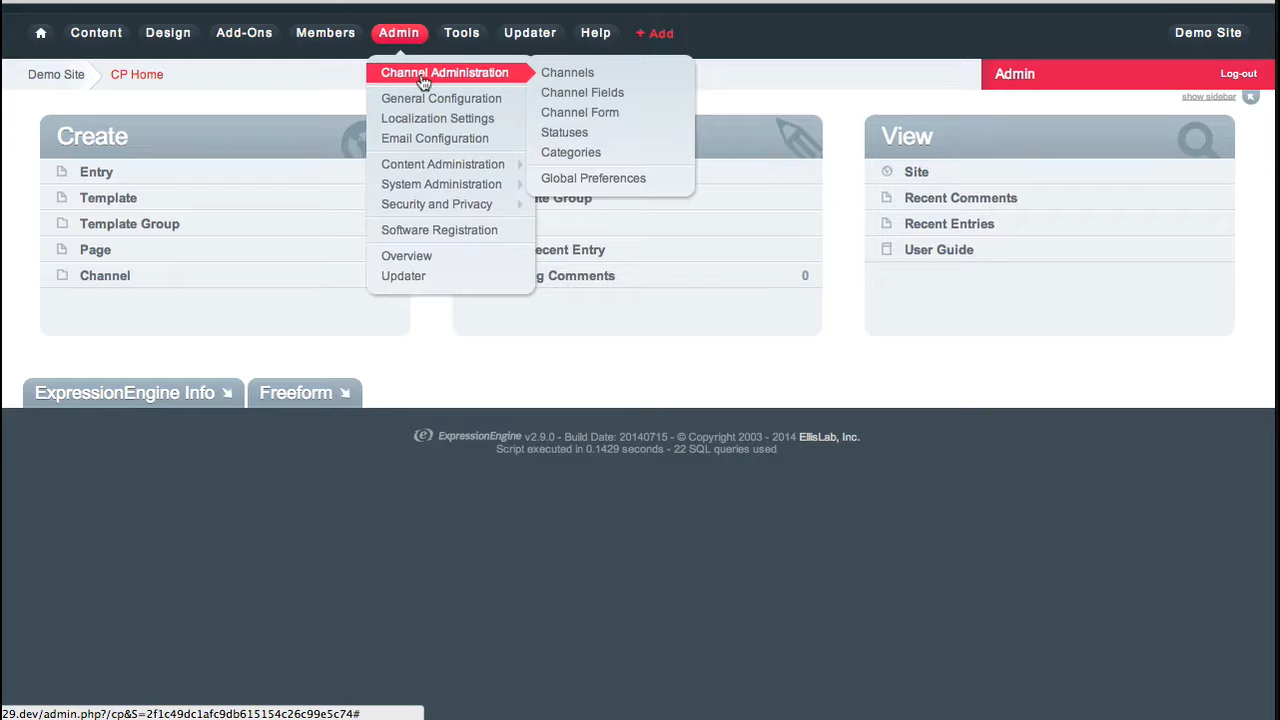 Content
Design
Add-Ons
Members
Admin
Tools
Updater
Help
+ Add
Demo Site
Demo Site
CP Home
Admin
Log-out
show sidebar
Channel Administration
General Configuration
Localization Settings
Email Configuration
Content Administration
System Administration
Security and Privacy
Software Registration
Overview
Updater
Channels
Channel Fields
Channel Form
Statuses
Categories
Global Preferences
Create
Entry
Template
Template Group
Page
Channel
Group
Entry
Comments 0
View
Site
Recent Comments
Recent Entries
User Guide
ExpressionEngine Info
Freeform
ExpressionEngine v2.9.0 - Build Date: 20140715 - © Copyright 2003 - 2014 EllisLab, Inc.
Script executed in 0.1429 seconds - 22 SQL queries used
29.dev/admin.php?/cp&S=2f1c49dc1afc9db615154c26c99e5c74#